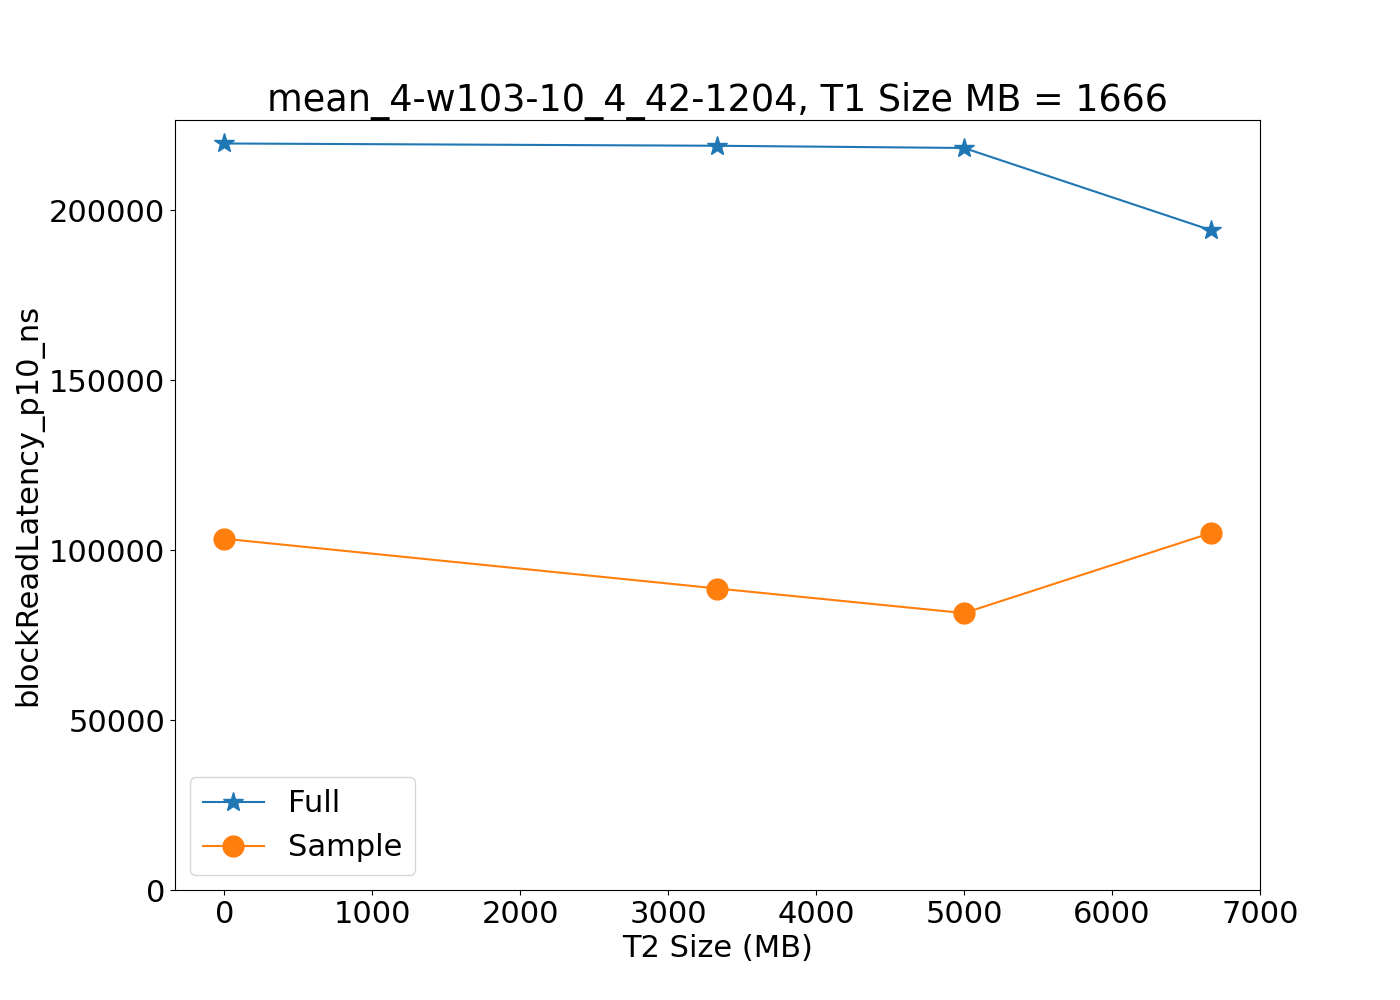 mean_4-w103-10_4_42-1204, T1 Size MB = 1666
blockReadLatency_p10_ns
200000
150000
100000
50000
0
Full
Sample
0 1000 2000 3000 4000 5000 6000 7000
T2 Size (MB)